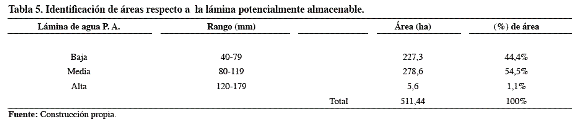 Tabla 5. Identificación de áreas respecto a la lámina potencialmente almacenable.
Lámina de agua P. A. Rango (mm) Área (ha) (%) de área
Baja 40-79 227,3 44,4%
Media 80-119 278,6 54,5%
Alta 120-179 5,6 1,1%
Total 511,44 100%
Fuente: Construcción propia.